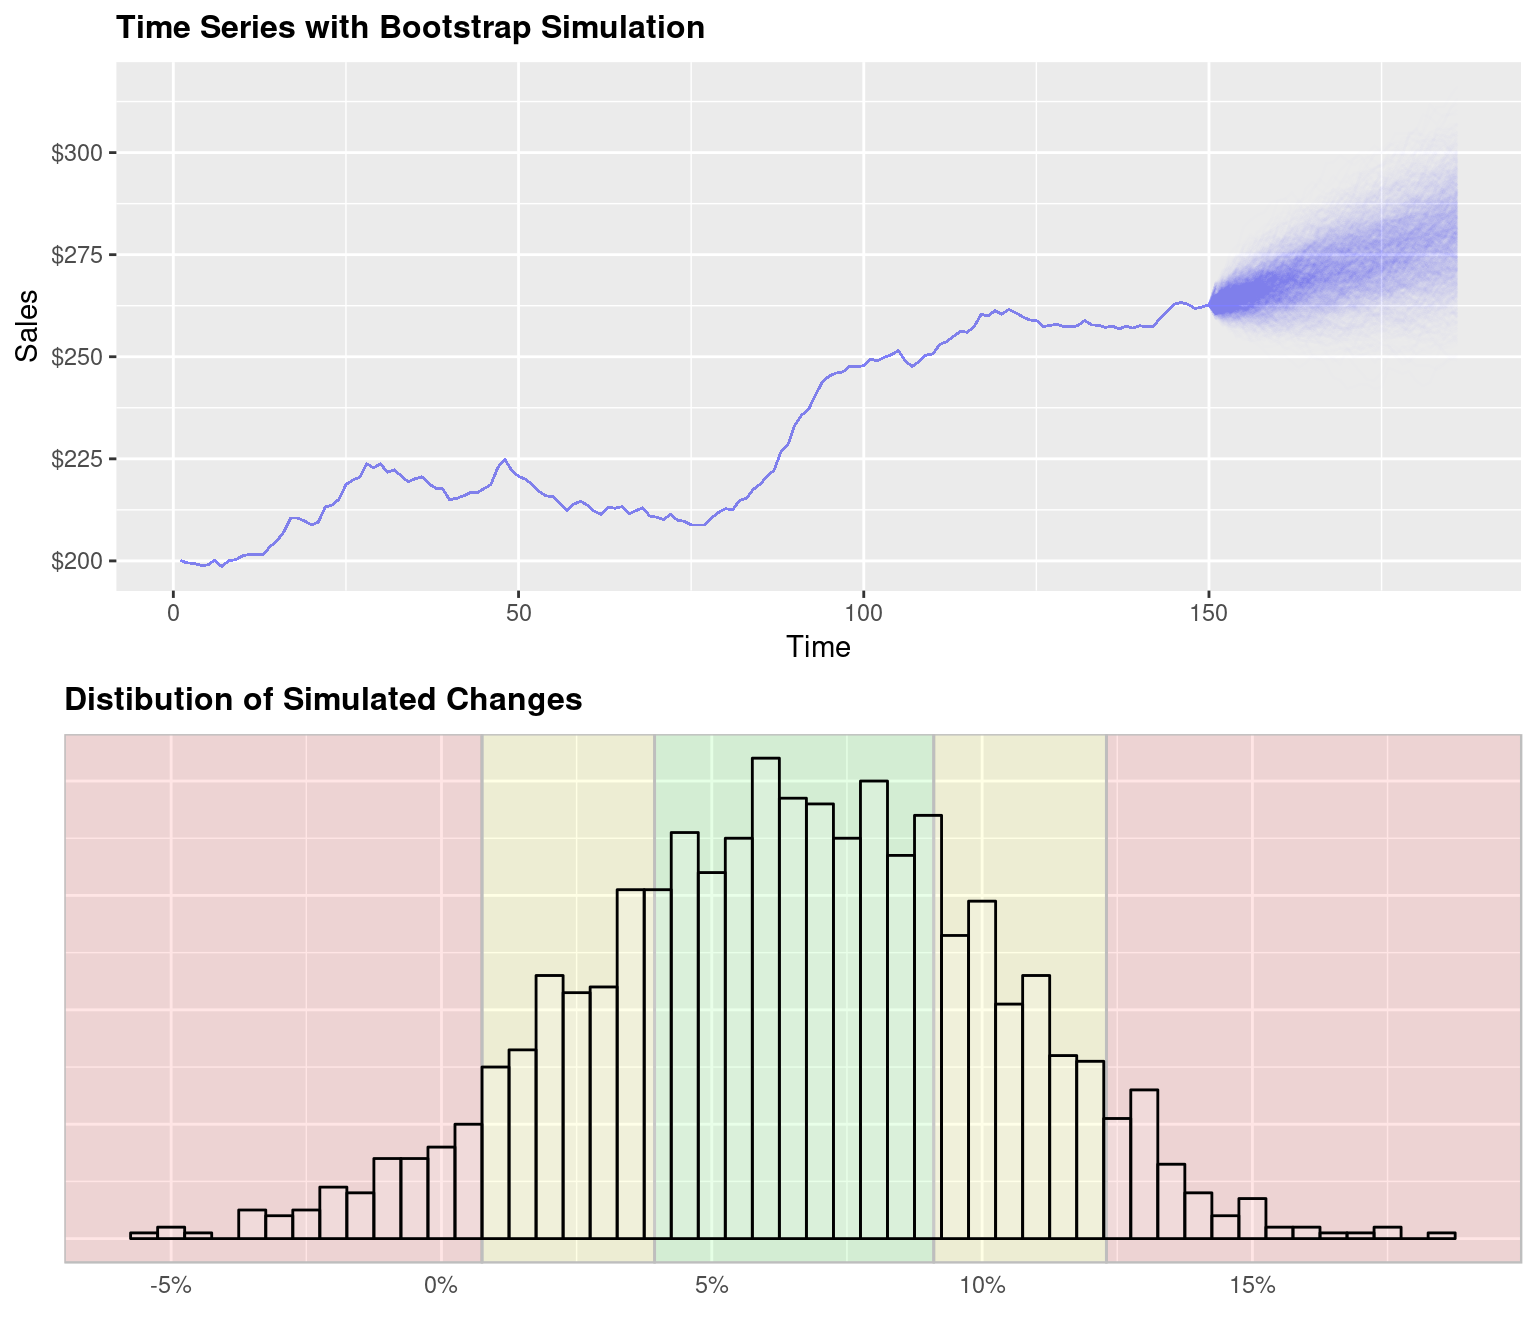 Time Series with Bootstrap Simulation
$300
$275
$250
$225
$200
Sales
0 50 100 150
Time
Distibution of Simulated Changes
-5% 0% 5% 10% 15%